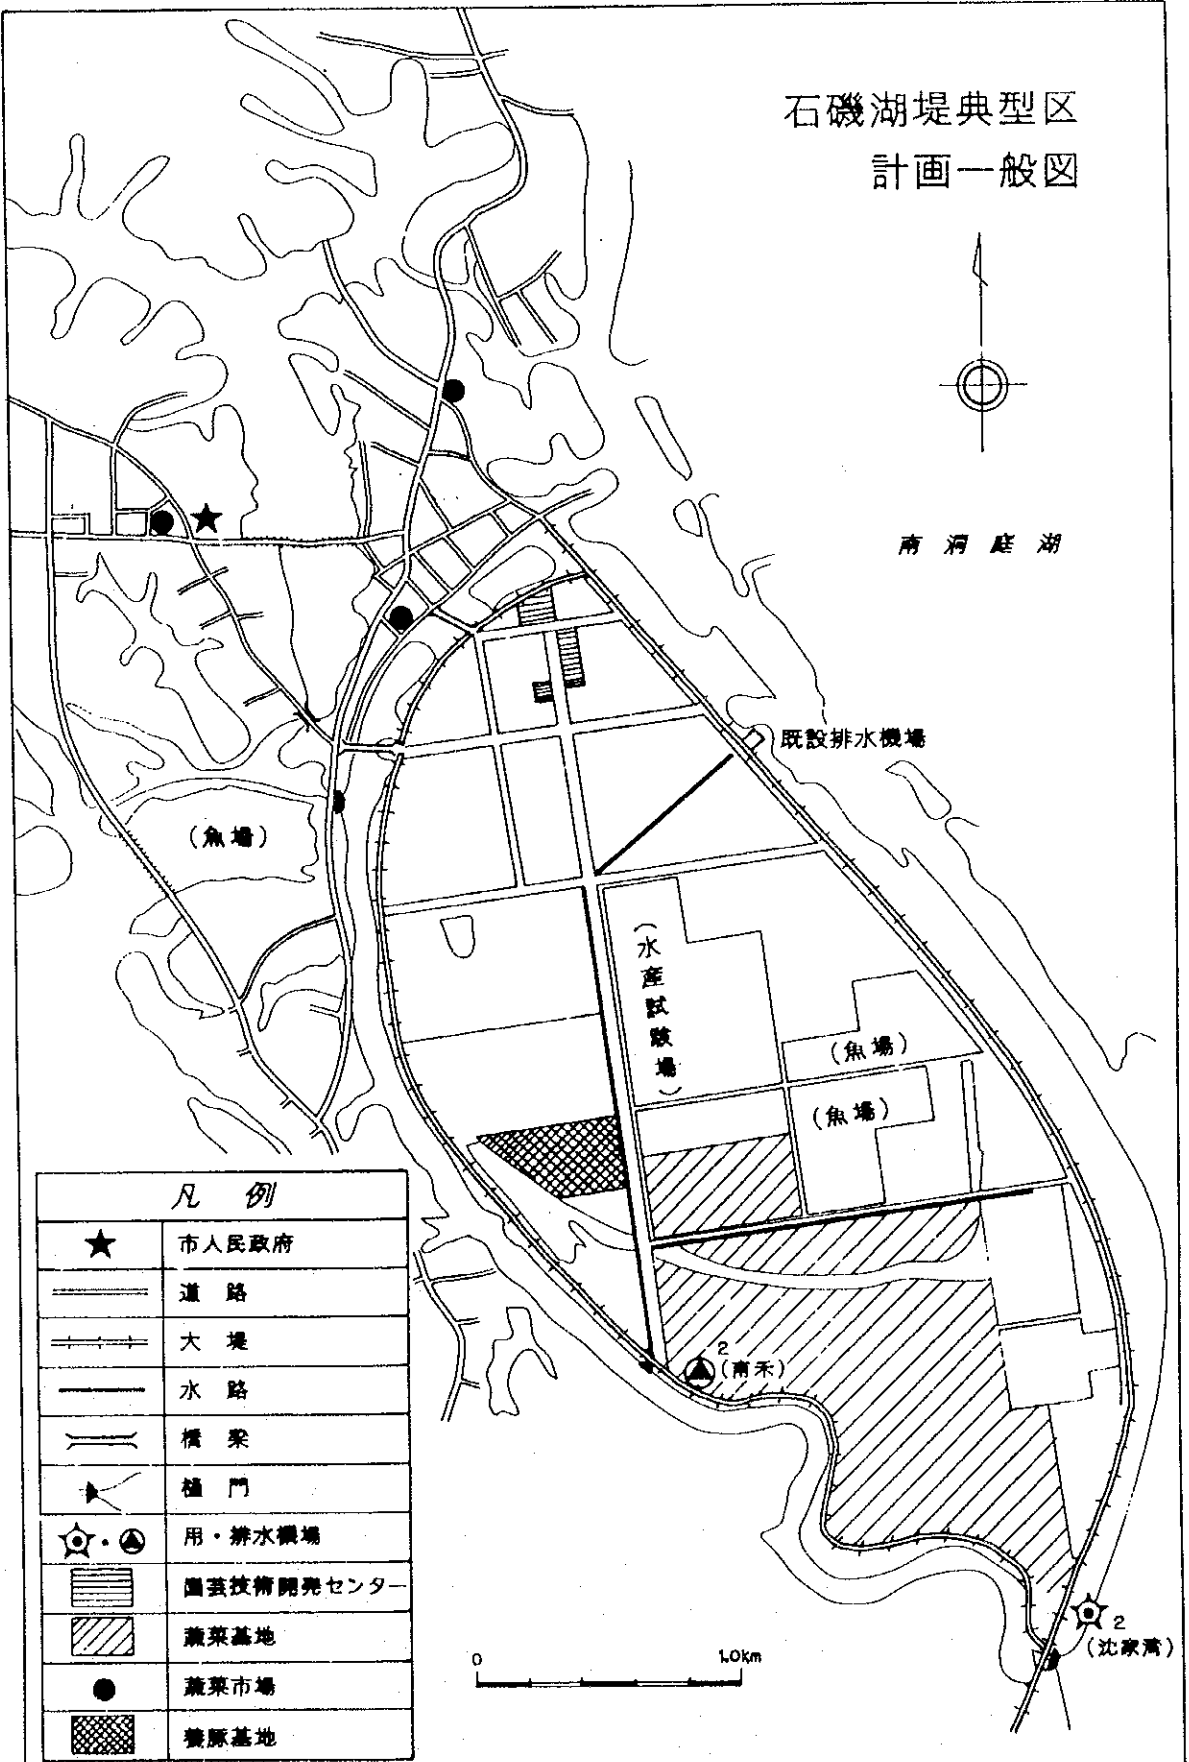 石磯湖堤典型区
計画一般図
南洞庭湖
既設排水機場
(魚場)
(水産試験場)
(魚場)
(魚場)
2
(南禾)
2
(沈家湾)
0
1.0km
凡例
市人民政府
道路
大堤
水路
橋梁
樋門
用・排水機場
園芸技術開発センター
蔬菜基地
蔬菜市場
養豚基地